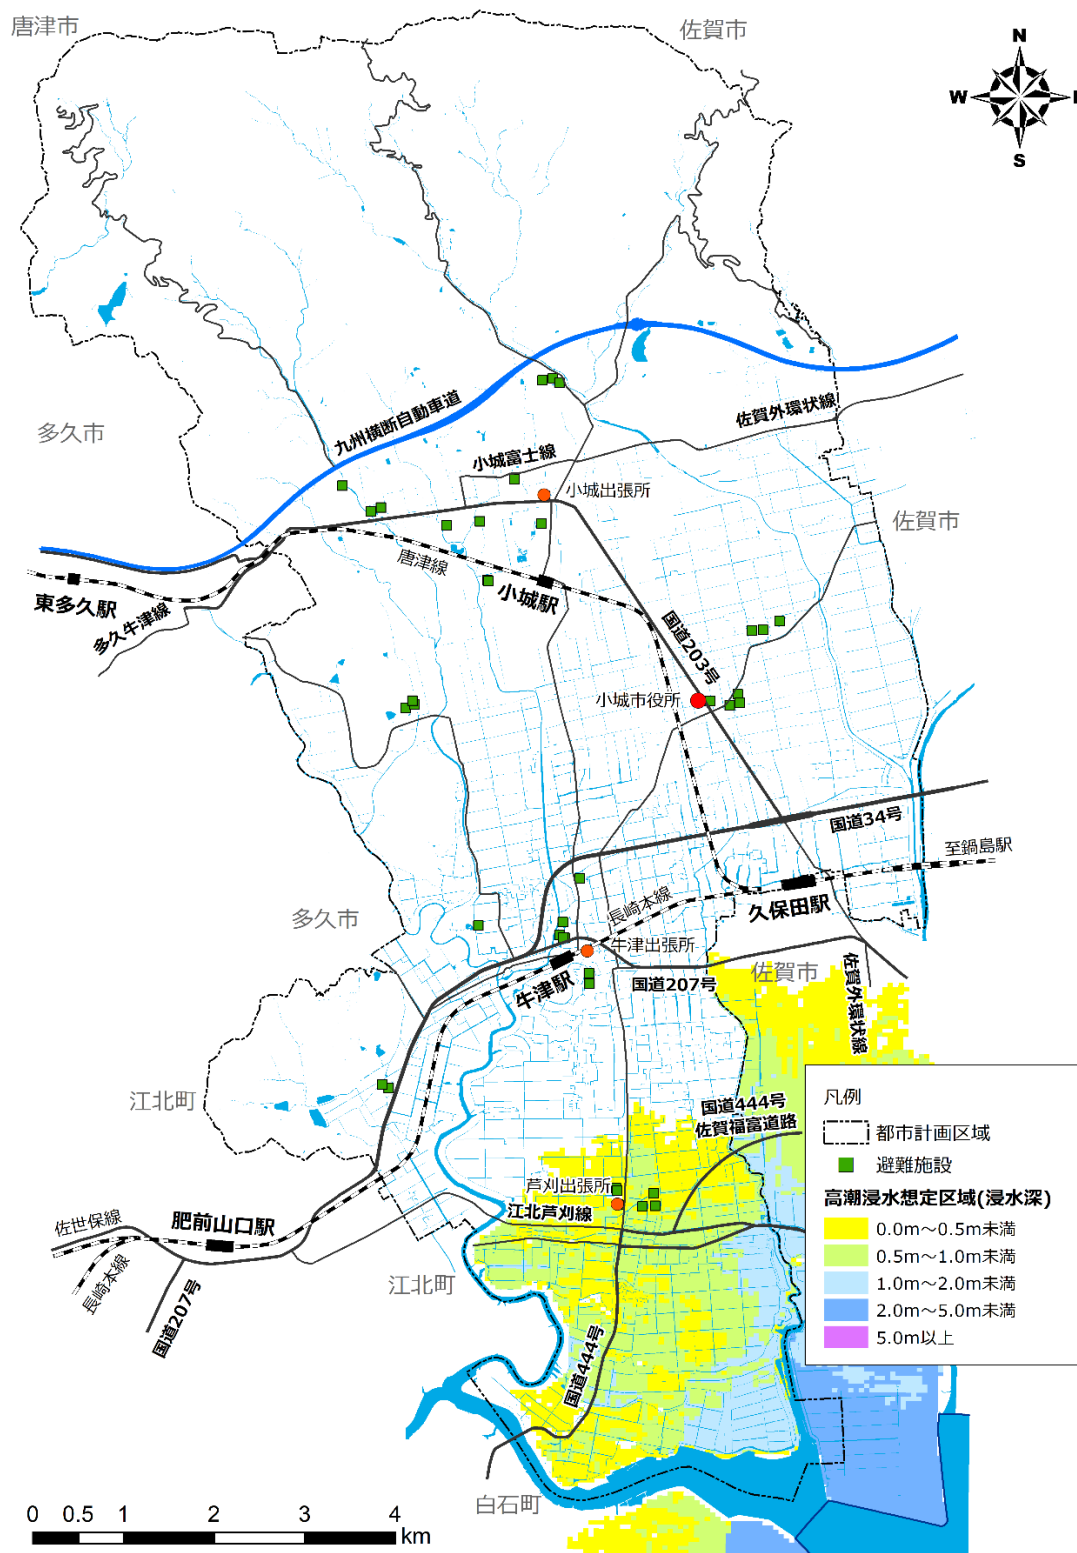 唐津市
佐賀市
N
W
S
九州横断自動車道
佐賀外環状線
多久市
小城富士線
小城出張所
佐賀市
唐津線
小城駅
東多久駅
多久牛津線
国道203号
小城市役所
国道34号
至鍋島駅
久保田駅
長崎本線
多久市
牛津出張所
牛津駅
国道207号
佐賀市
佐賀外環状線
江北町
国道444号
佐賀福富道路
芦刈出張所
江北芦刈線
佐世保線
肥前山口駅
長崎本線
国道207号
江北町
国道444号
白石町
凡例
都市計画区域
避難施設
高潮浸水想定区域(浸水深)
0.0m～0.5m未満
0.5m～1.0m未満
1.0m～2.0m未満
2.0m～5.0m未満
5.0m以上
0 0.5 1 2 3 4
km